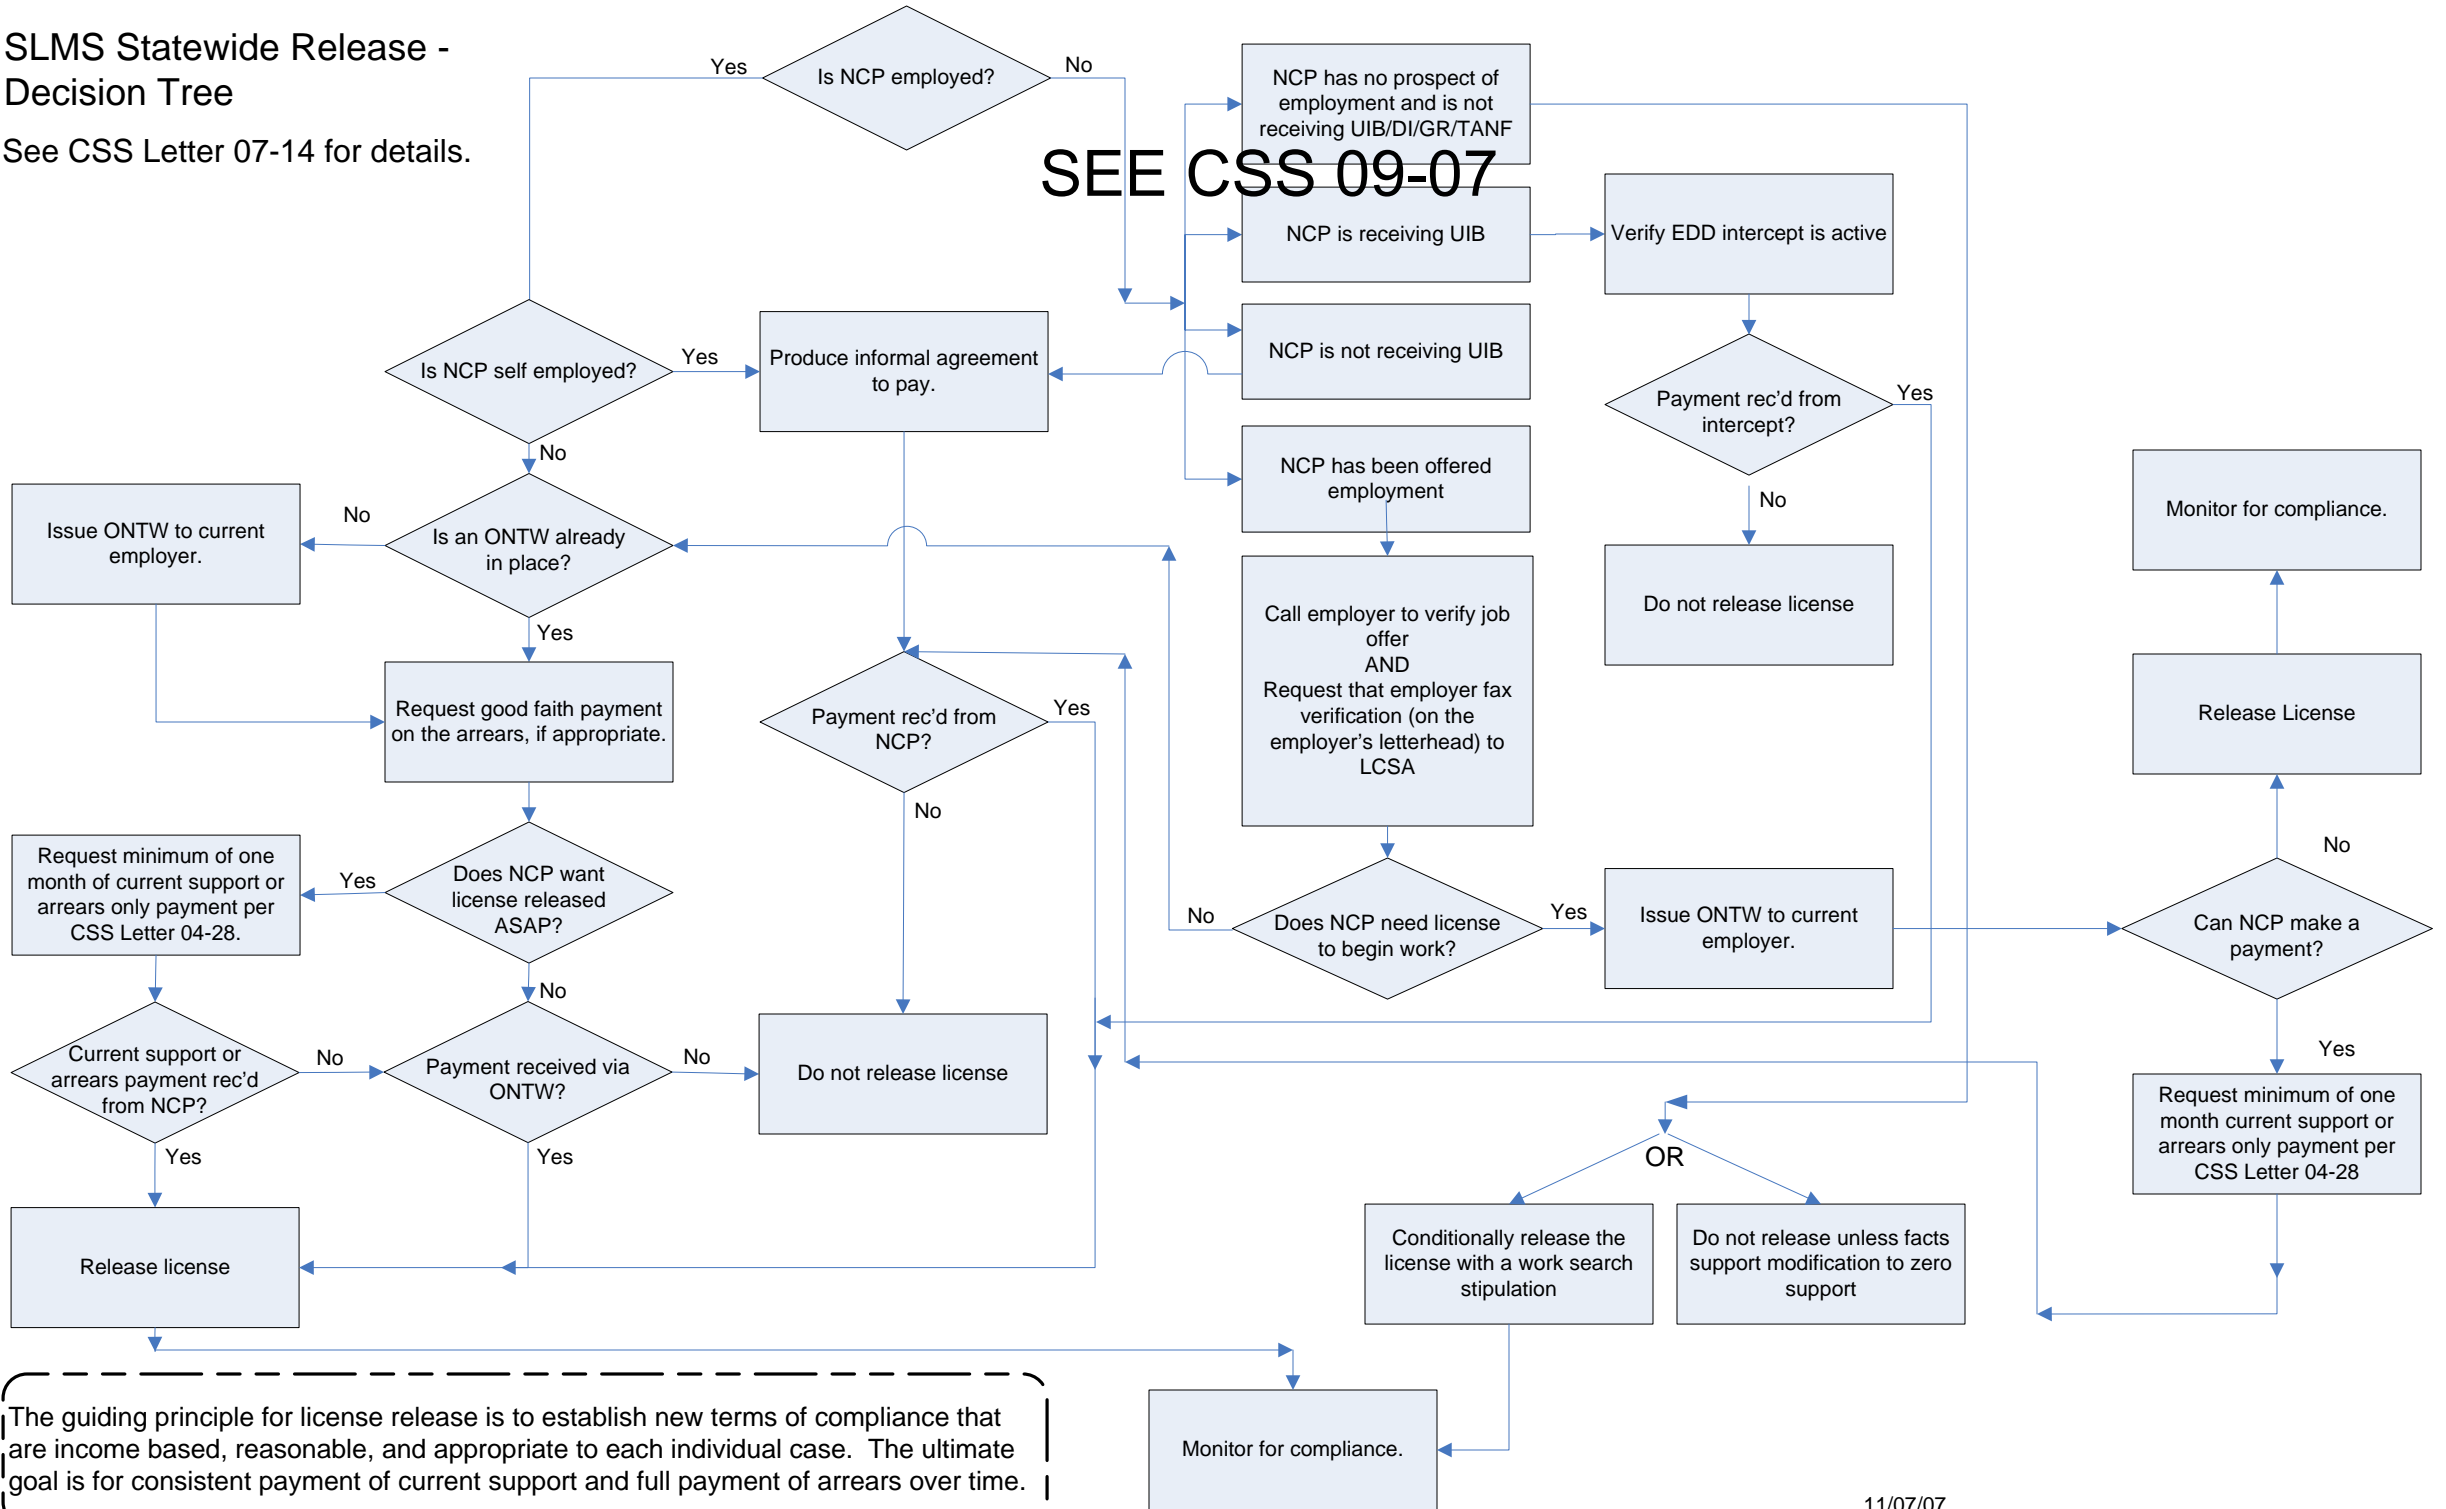 SLMS Statewide Release -
Decision Tree
See CSS Letter 07-14 for details.
SEE CSS 09-07
Is NCP employed?
Yes
No
NCP has no prospect of
employment and is not
receiving UIB/DI/GR/TANF
NCP is receiving UIB
Verify EDD intercept is active
NCP is not receiving UIB
Payment rec'd from
intercept?
Yes
No
Do not release license
Is NCP self employed?
Yes
No
Produce informal agreement
to pay.
NCP has been offered
employment
Issue ONTW to current
employer.
No
Is an ONTW already
in place?
Yes
Call employer to verify job
offer
AND
Request that employer fax
verification (on the
employer's letterhead) to
LCSA
Monitor for compliance.
Release License
Request good faith payment
on the arrears, if appropriate.
Payment rec'd from
NCP?
Yes
No
Request minimum of one
month of current support or
arrears only payment per
CSS Letter 04-28.
Yes
Does NCP want
license released
ASAP?
No
No
Does NCP need license
to begin work?
Yes
Issue ONTW to current
employer.
No
Can NCP make a
payment?
Yes
Current support or
arrears payment rec'd
from NCP?
No
Yes
Payment received via
ONTW?
No
Yes
Do not release license
Request minimum of one
month current support or
arrears only payment per
CSS Letter 04-28
OR
Release license
Conditionally release the
license with a work search
stipulation
Do not release unless facts
support modification to zero
support
The guiding principle for license release is to establish new terms of compliance that
are income based, reasonable, and appropriate to each individual case.  The ultimate
goal is for consistent payment of current support and full payment of arrears over time.
Monitor for compliance.
11/07/07